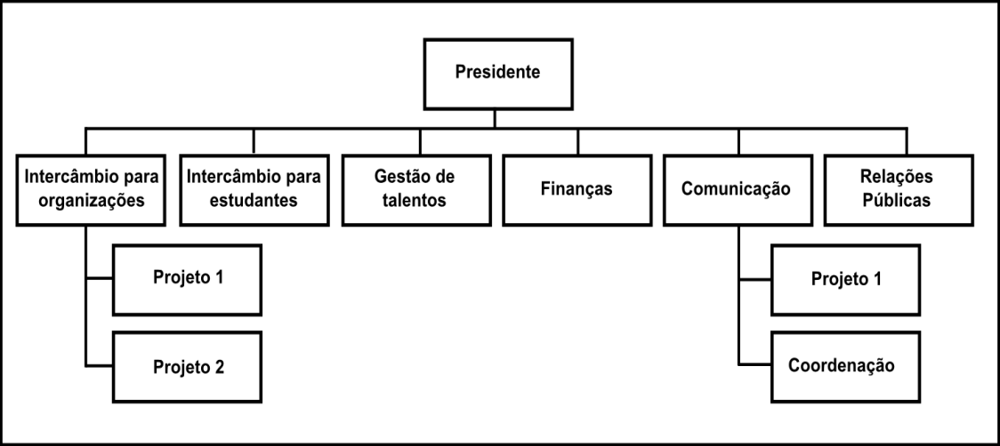 Presidente
Intercâmbio para
organizações
Intercâmbio para
estudantes
Gestão de
talentos
Finanças
Comunicação
Relações
Públicas
Projeto 1
Projeto 2
Projeto 1
Coordenação